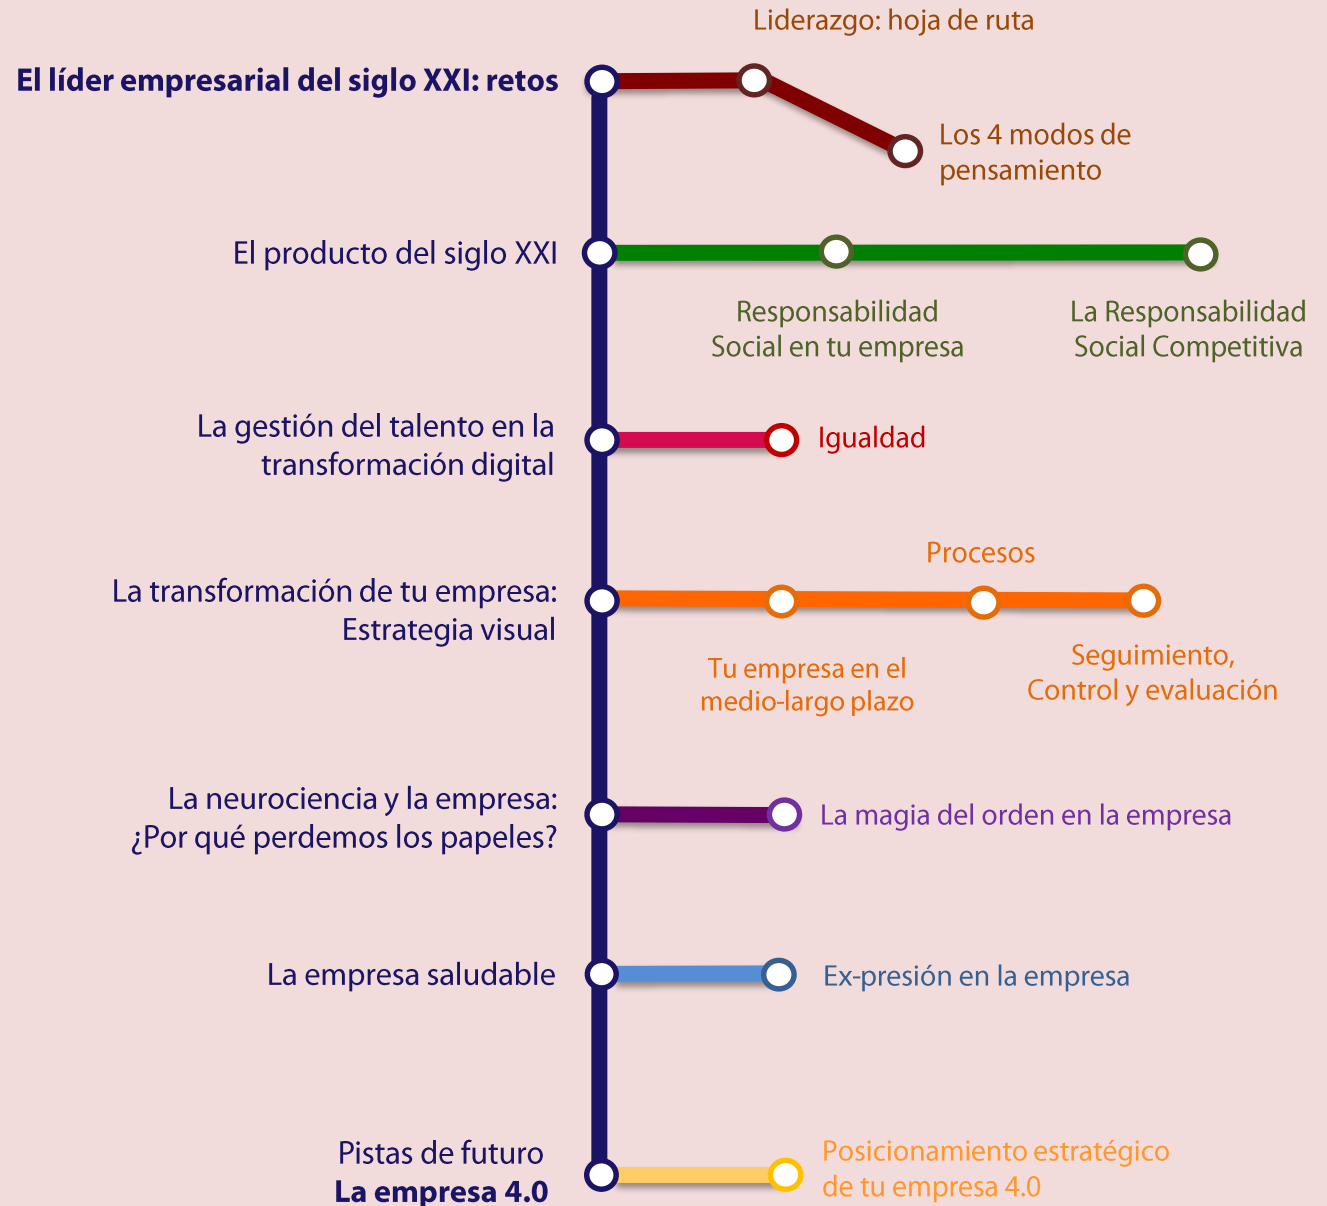 Liderazgo: hoja de ruta
El líder empresarial del siglo XXI: retos
Los 4 modos de
pensamiento
El producto del siglo XXI
Responsabilidad
Social en tu empresa
La Responsabilidad
Social Competitiva
La gestión del talento en la
transformación digital
Igualdad
La transformación de tu empresa:
Estrategia visual
Procesos
Tu empresa en el
medio-largo plazo
Seguimiento,
Control y evaluación
La neurociencia y la empresa:
¿Por qué perdemos los papeles?
La magia del orden en la empresa
La empresa saludable
Ex-presión en la empresa
Pistas de futuro
La empresa 4.0
Posicionamiento estratégico
de tu empresa 4.0